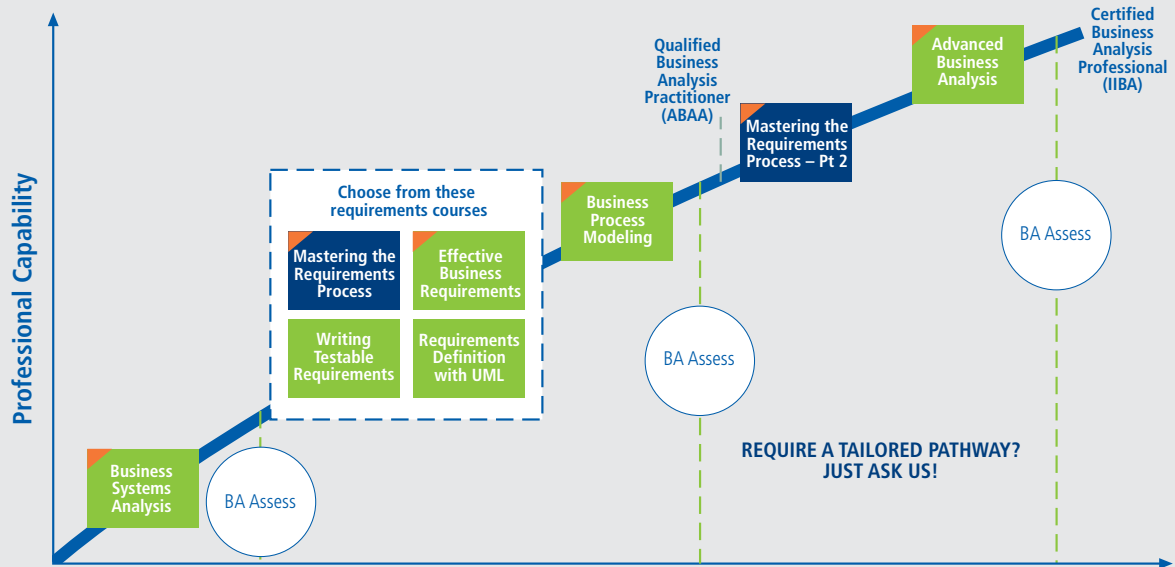 Professional Capability
Business
Systems
Analysis
BA Assess
Choose from these
requirements courses
Mastering the
Requirements
Process
Effective
Business
Requirements
Writing
Testable
Requirements
Requirements
Definition
with UML
Business
Process
Modeling
BA Assess
Qualified
Business
Analysis
Practitioner
(ABAA)
Mastering the
Requirements
Process – Pt 2
Advanced
Business
Analysis
Certified
Business
Analysis
Professional
(IIBA)
BA Assess
REQUIRE A TAILORED PATHWAY?
JUST ASK US!